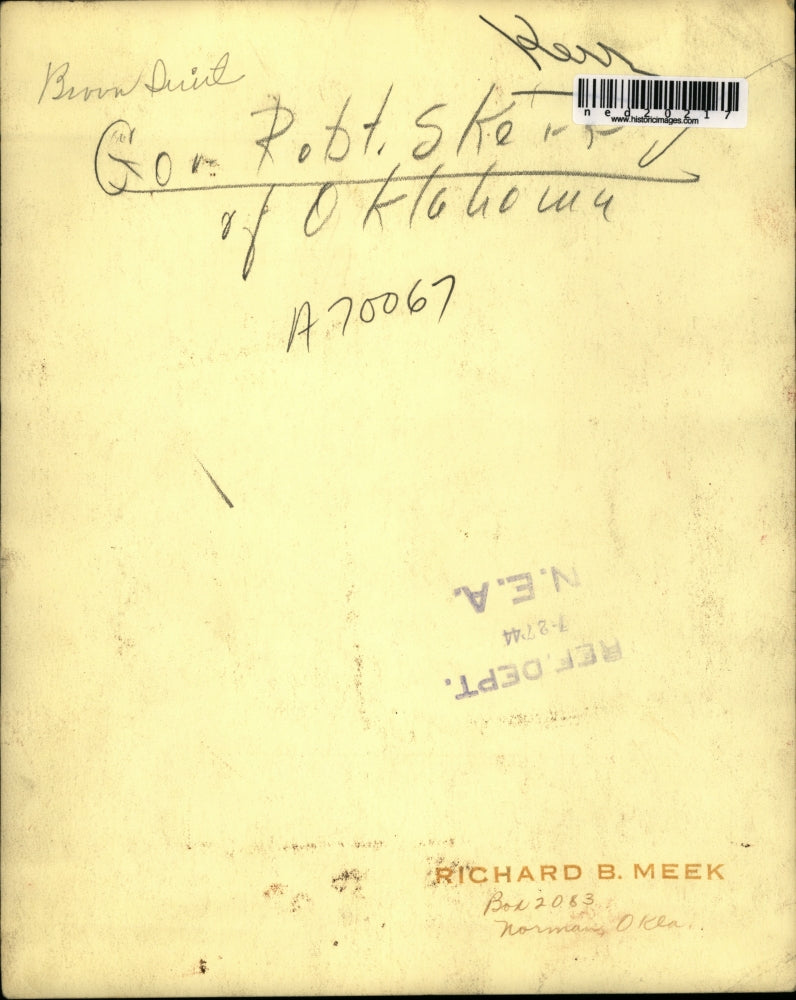 Kerr
Brown Suit
ned20217
www.historicimages.com
Gov Robt. S Kerr
of Oklahoma
A70067
N.E.A.
7-27-44
REF. DEPT.
RICHARD B. MEEK
Box 2083
Norman, Okla.